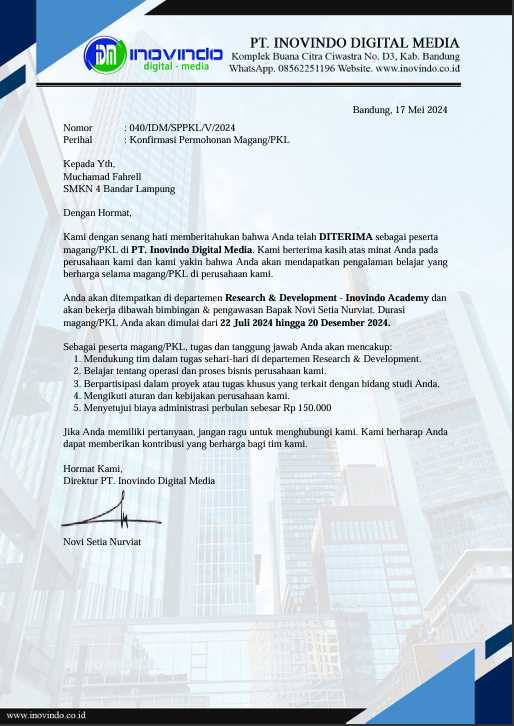 inovindo
digital - media
PT. INOVINDO DIGITAL MEDIA
Komplek Buana Citra Ciwastra No. D3, Kab. Bandung
WhatsApp. 08562251196 Website. www.inovindo.co.id
Bandung, 17 Mei 2024
Nomor : 040/IDM/SPPKL/V/2024
Perihal : Konfirmasi Permohonan Magang/PKL
Kepada Yth,
Muchamad Fahrell
SMKN 4 Bandar Lampung
Dengan Hormat,
Kami dengan senang hati memberitahukan bahwa Anda telah DITERIMA sebagai peserta
magang/PKL di PT. Inovindo Digital Media. Kami berterima kasih atas minat Anda pada
perusahaan kami dan kami yakin bahwa Anda akan mendapatkan pengalaman belajar yang
berharga selama magang/PKL di perusahaan kami.
Anda akan ditempatkan di departemen Research & Development - Inovindo Academy dan
akan bekerja dibawah bimbingan & pengawasan Bapak Novi Setia Nurviat. Durasi
magang/PKL Anda akan dimulai dari 22 Juli 2024 hingga 20 Desember 2024.
Sebagai peserta magang/PKL, tugas dan tanggung jawab Anda akan mencakup:
1. Mendukung tim dalam tugas sehari-hari di departemen Research & Development.
2. Belajar tentang operasi dan proses bisnis perusahaan kami.
3. Berpartisipasi dalam proyek atau tugas khusus yang terkait dengan bidang studi Anda.
4. Mengikuti aturan dan kebijakan perusahaan kami.
5. Menyetujui biaya administrasi perbulan sebesar Rp 150.000
Jika Anda memiliki pertanyaan, jangan ragu untuk menghubungi kami. Kami berharap Anda
dapat memberikan kontribusi yang berharga bagi tim kami.
Hormat Kami,
Direktur PT. Inovindo Digital Media
Novi Setia Nurviat
www.inovindo.co.id